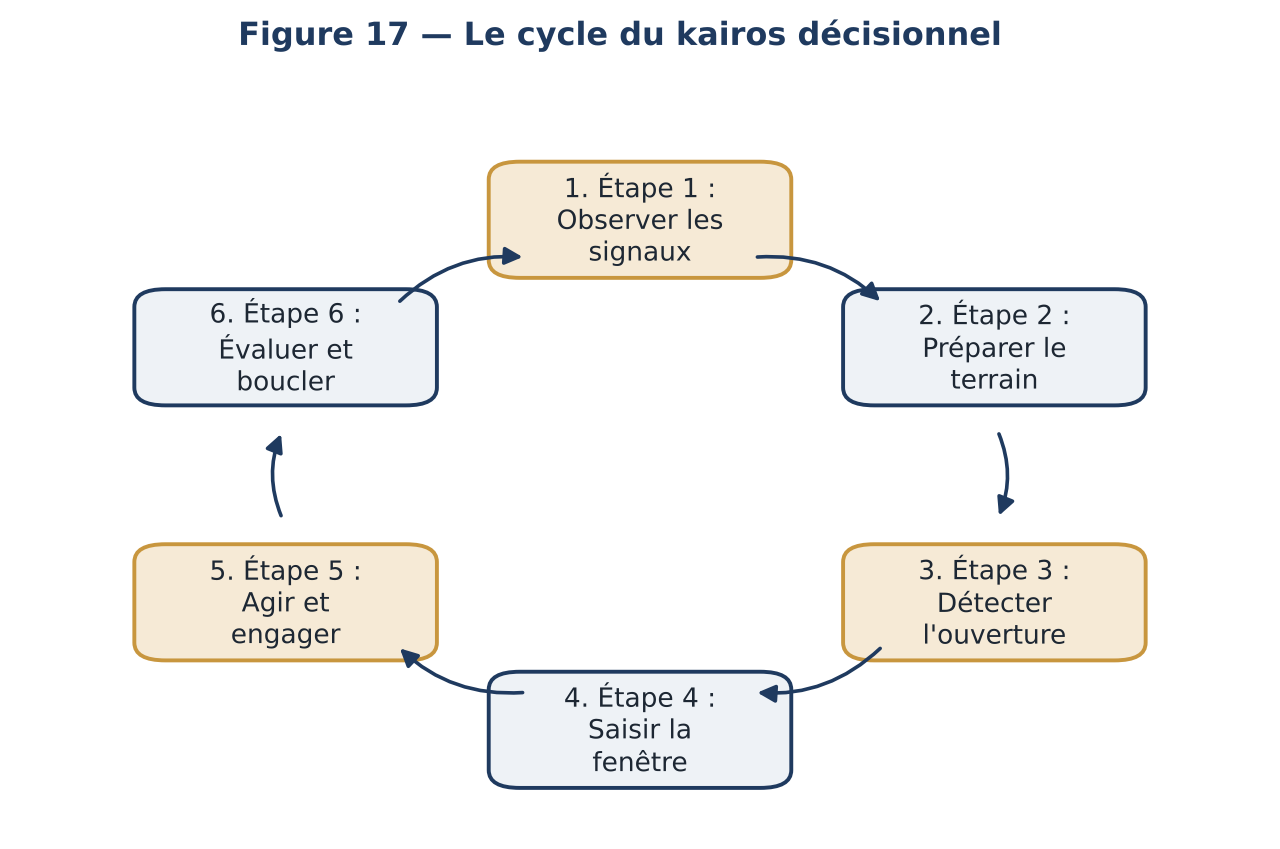 Figure 17 — Le cycle du kairos décisionnel
1. Étape 1 :
Observer les
signaux
2. Étape 2 :
Préparer le
terrain
3. Étape 3 :
Détecter
l'ouverture
4. Étape 4 :
Saisir la
fenêtre
5. Étape 5 :
Agir et
engager
6. Étape 6 :
Évaluer et
boucler